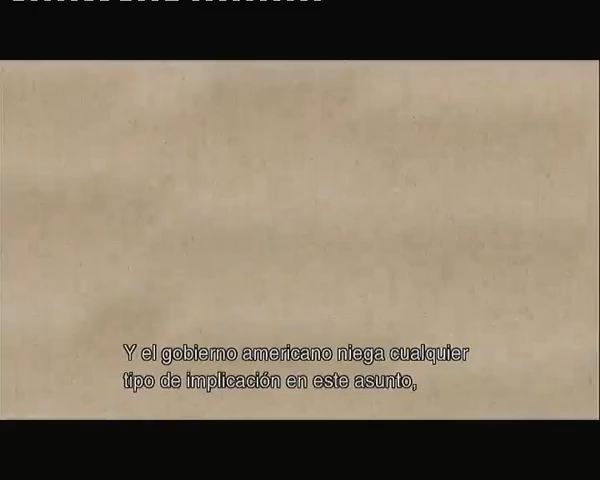 Y el gobierno americano niega cualquier
tipo de implicación en este asunto,